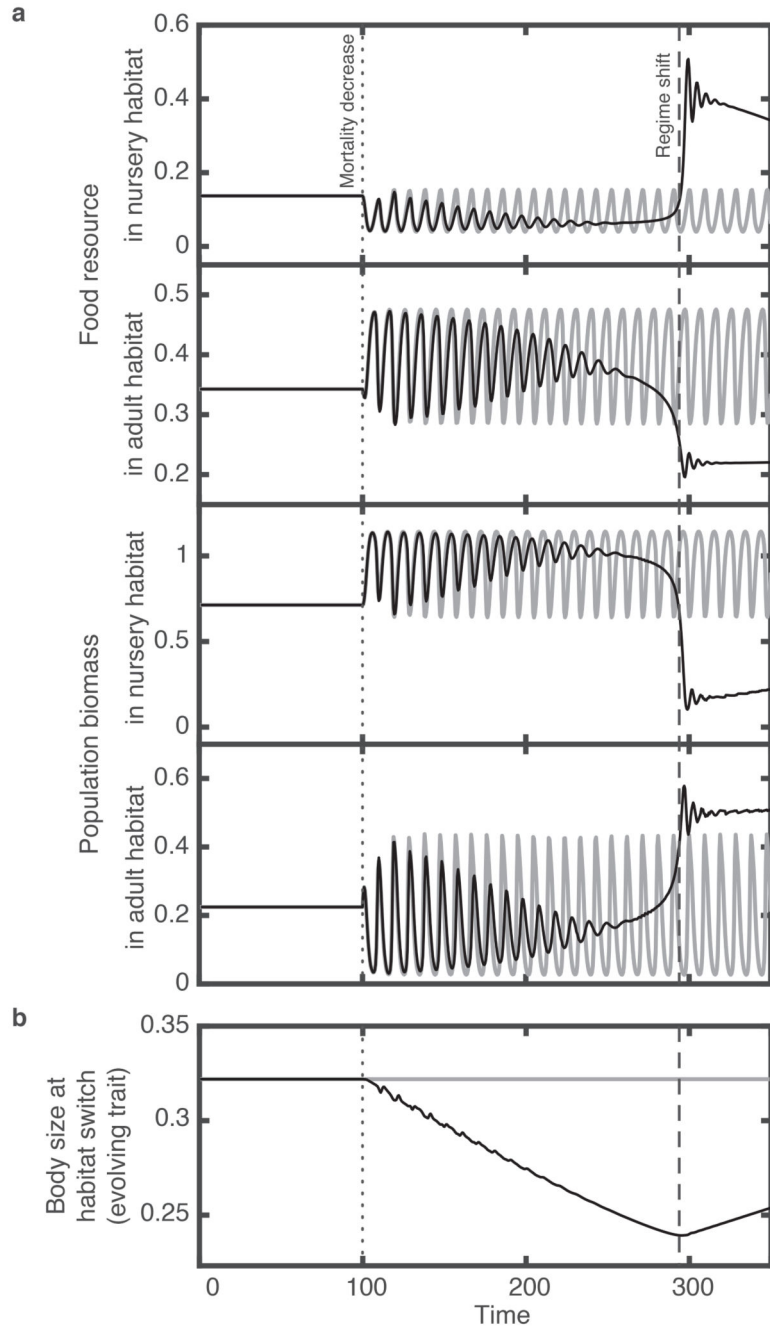 a
Food resource
in nursery habitat
0.6
0.4
0.2
0
Mortality decrease
Regime shift
in adult habitat
0.5
0.4
0.3
0.2
Population biomass
in nursery habitat
1
0.5
0
in adult habitat
0.6
0.4
0.2
0
b
Body size at
habitat switch
(evolving trait)
0.35
0.3
0.25
0
100
200
300
Time